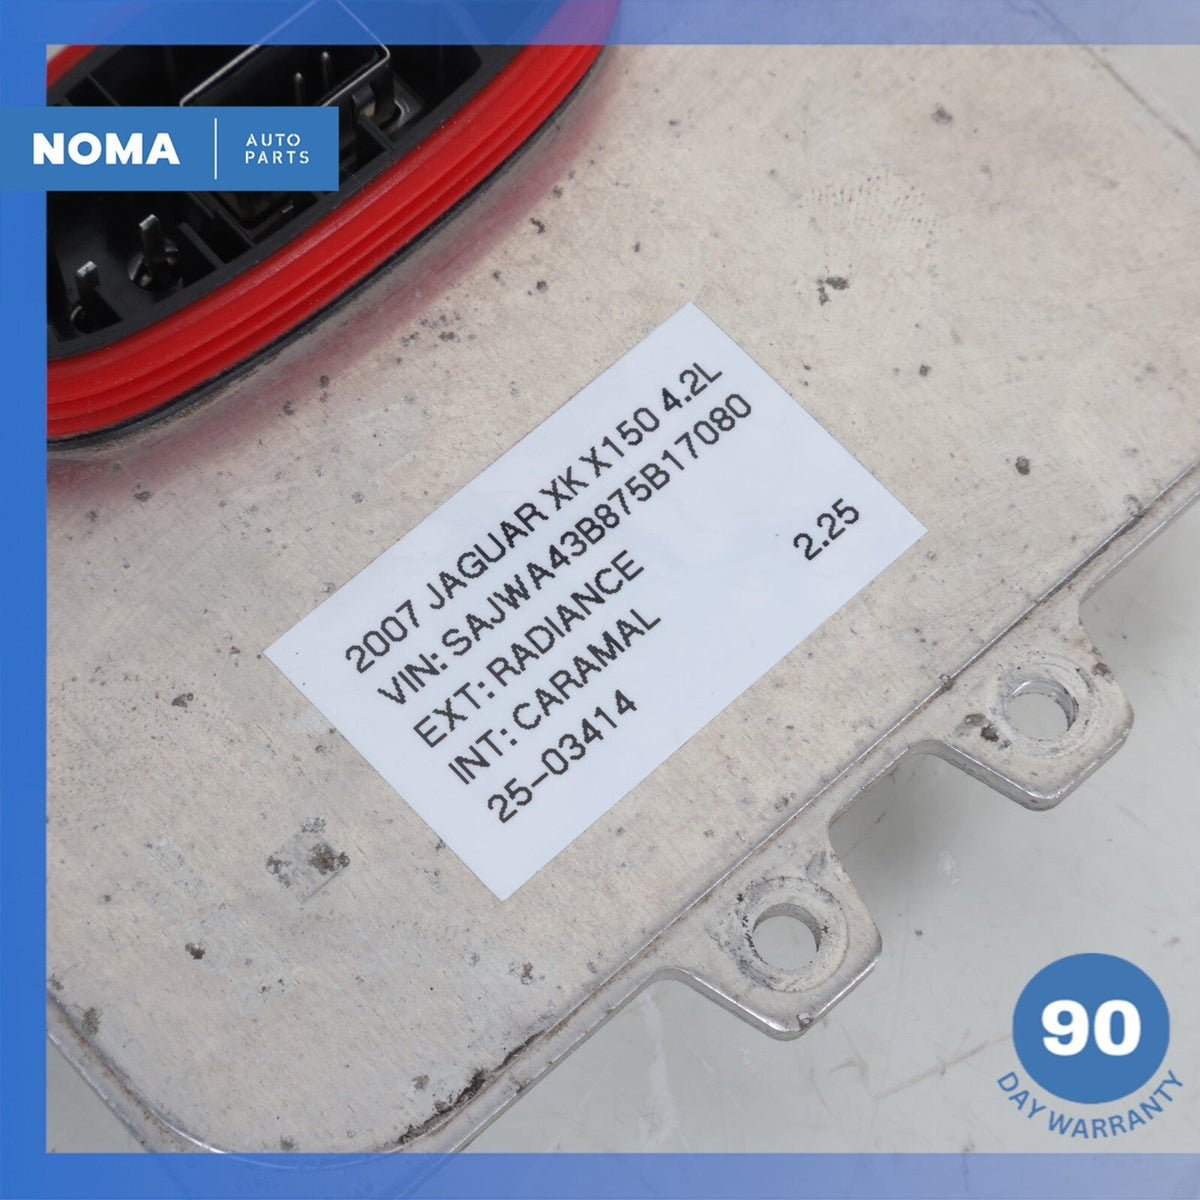 NOMA
AUTO
PARTS
2007 JAGUAR XK X150 4.2L
VIN: SAJWA43B875B17080
EXT: RADIANCE
INT: CARAMAL
25-03414
2.25
90
DAY WARRANTY